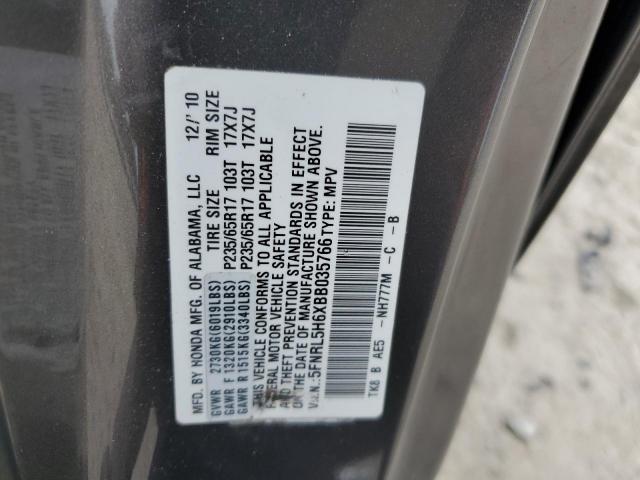 MFD. BY HONDA MFG. OF ALABAMA, LLC 12/'10
TIRE SIZE RIM SIZE
GVWR 2730KG(6019LBS)
GAWR F 1320KG(2910LBS) P235/65R17 103T 17X7J
GAWR R 1515KG(3340LBS) P235/65R17 103T 17X7J
THIS VEHICLE CONFORMS TO ALL APPLICABLE
FEDERAL MOTOR VEHICLE SAFETY
AND THEFT PREVENTION STANDARDS IN EFFECT
ON THE DATE OF MANUFACTURE SHOWN ABOVE.
V.I.N.: 5FNRL5H6XBB035766 TYPE: MPV
TK8 B AE5 -NH777M -C -B